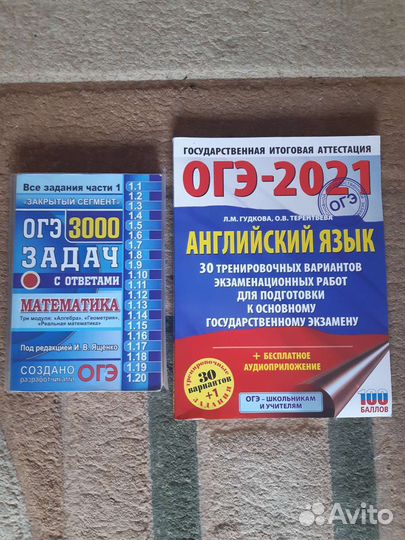 Все задания части 1
«ЗАКРЫТЫЙ СЕГМЕНТ»
ОГЭ 3000
ЗАДАЧ
С ОТВЕТАМИ
МАТЕМАТИКА
Три модуля: «Алгебра», «Геометрия»,
«Реальная математика»
Под редакцией И. В. Ященко
СОЗДАНО
разработчиками ОГЭ
1.1
1.2
1.3
1.4
1.5
1.6
1.7
1.8
1.9
1.10
1.11
1.12
1.13
1.14
1.15
1.16
1.17
1.18
1.19
1.20
ГОСУДАРСТВЕННАЯ ИТОГОВАЯ АТТЕСТАЦИЯ
ОГЭ-2021
ОГЭ
Л.М. ГУДКОВА, О.В. ТЕРЕНТЬЕВА
АНГЛИЙСКИЙ ЯЗЫК
30 ТРЕНИРОВОЧНЫХ ВАРИАНТОВ
ЭКЗАМЕНАЦИОННЫХ РАБОТ
ДЛЯ ПОДГОТОВКИ
К ОСНОВНОМУ
ГОСУДАРСТВЕННОМУ ЭКЗАМЕНУ
+ БЕСПЛАТНОЕ
АУДИОПРИЛОЖЕНИЕ
тренировочные
30
вариантов
+1
ЗАДАНИЯ
ОГЭ – ШКОЛЬНИКАМ
И УЧИТЕЛЯМ
100
БАЛЛОВ
Avito